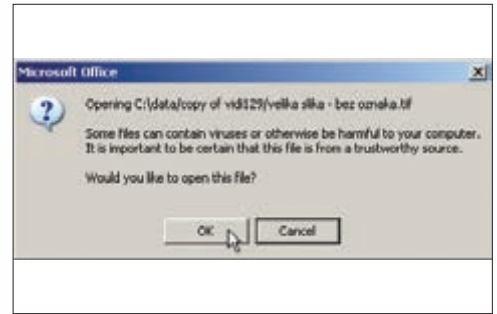 Microsoft Office
Opening C:\data/copy of vidi129/velika slika - bez oznaka.tif
Some files can contain viruses or otherwise be harmful to your computer.
It is important to be certain that this file is from a trustworthy source.
Would you like to open this file?
OK
Cancel